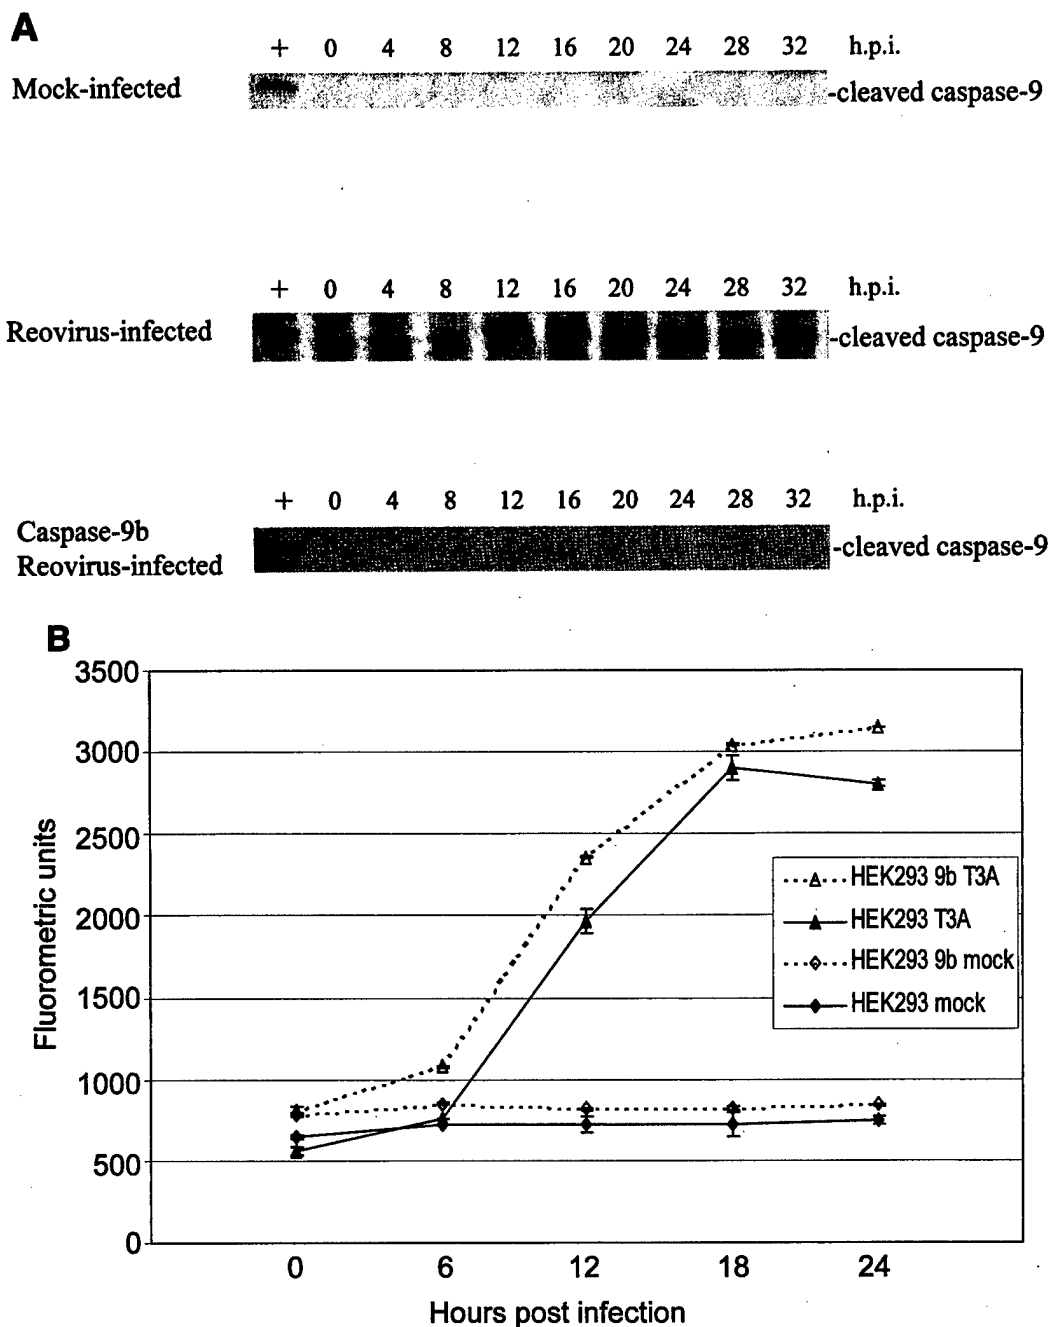 A
+ 0 4 8 12 16 20 24 28 32 h.p.i.
Mock-infected
-cleaved caspase-9
+ 0 4 8 12 16 20 24 28 32 h.p.i.
Reovirus-infected
-cleaved caspase-9
+ 0 4 8 12 16 20 24 28 32 h.p.i.
Caspase-9b
Reovirus-infected
-cleaved caspase-9
B
3500
3000
2500
2000
1500
1000
500
0
Fluorometric units
HEK293 9b T3A
HEK293 T3A
HEK293 9b mock
HEK293 mock
0 6 12 18 24
Hours post infection